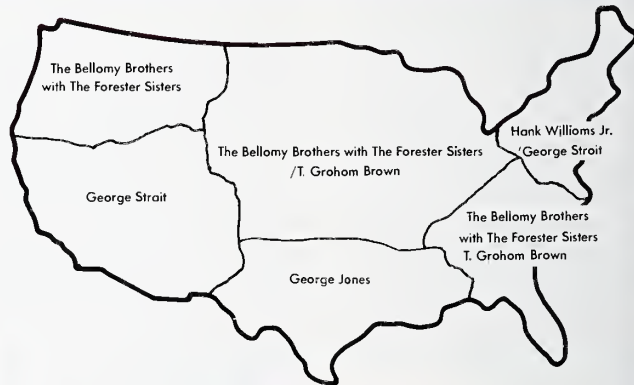 The Bellomy Brothers
with The Forester Sisters
Hank Willioms Jr.
'George Stroit
The Bellomy Brothers with The Forester Sisters
/T. Grohom Brown
George Strait
The Bellomy Brothers
with The Forester Sisters
T. Grohom Brown
George Jones